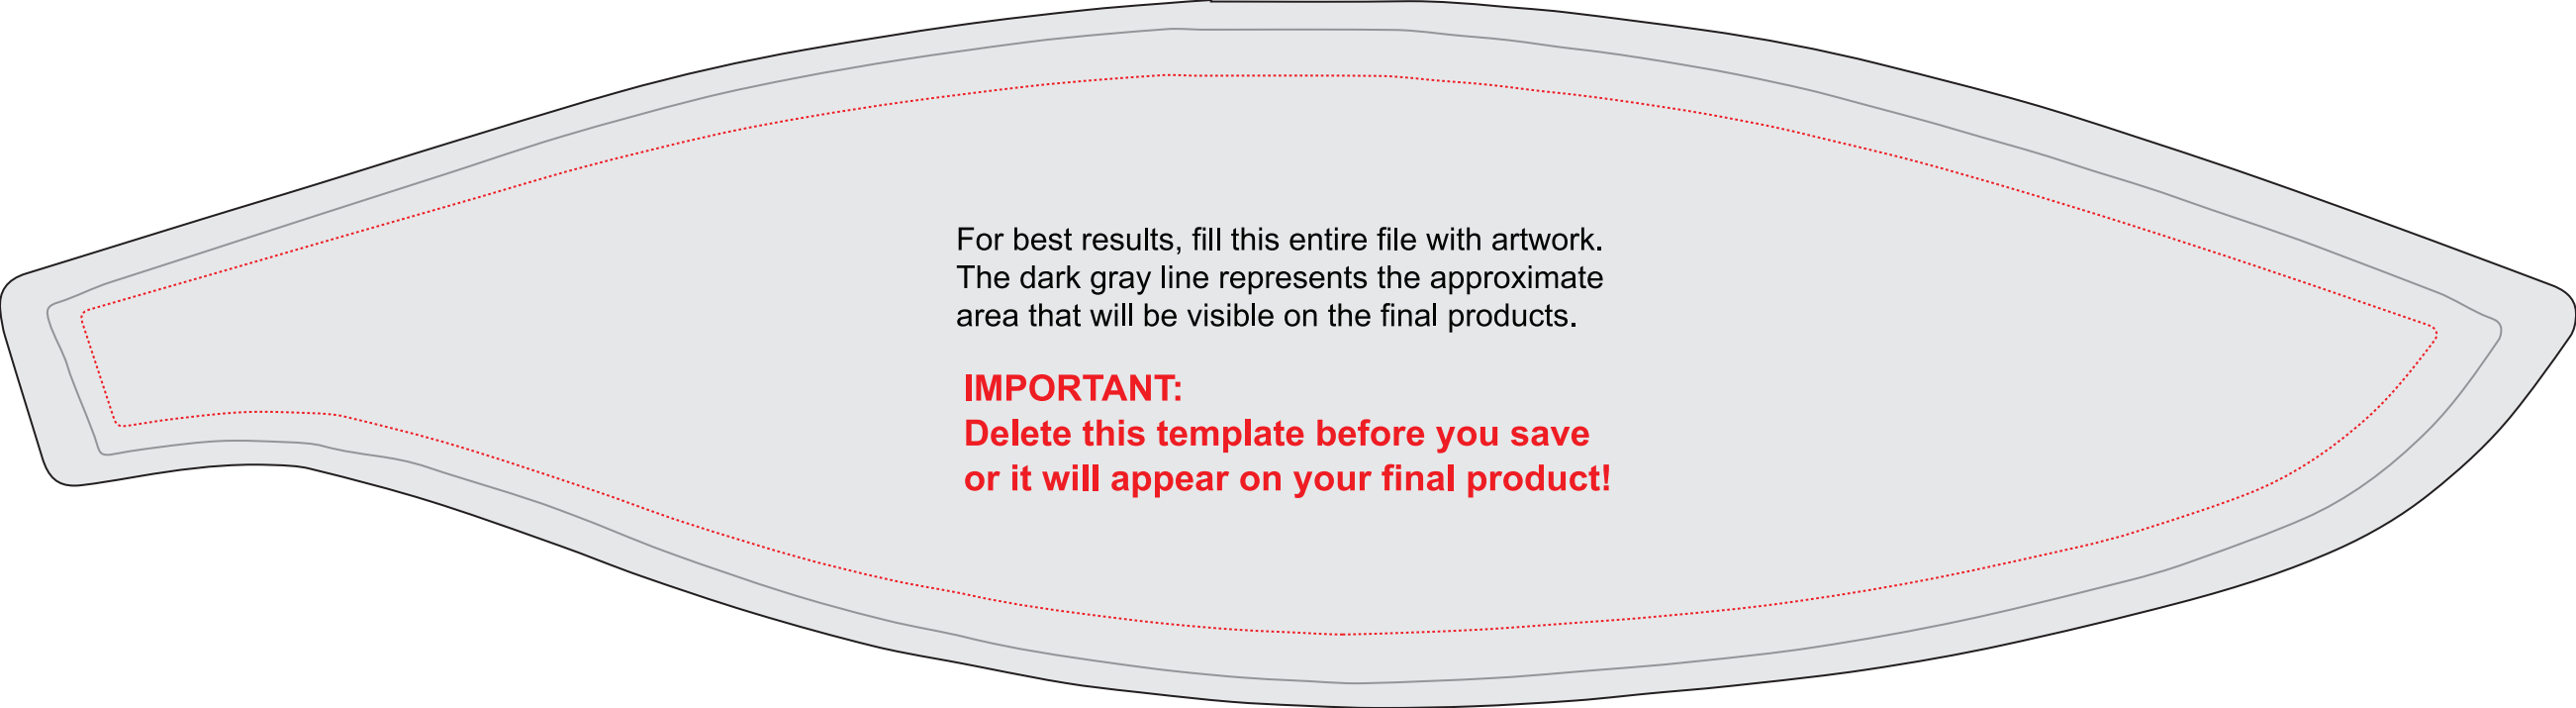 For best results, fill this entire file with artwork.
The dark gray line represents the approximate
area that will be visible on the final products.
IMPORTANT:
Delete this template before you save
or it will appear on your final product!